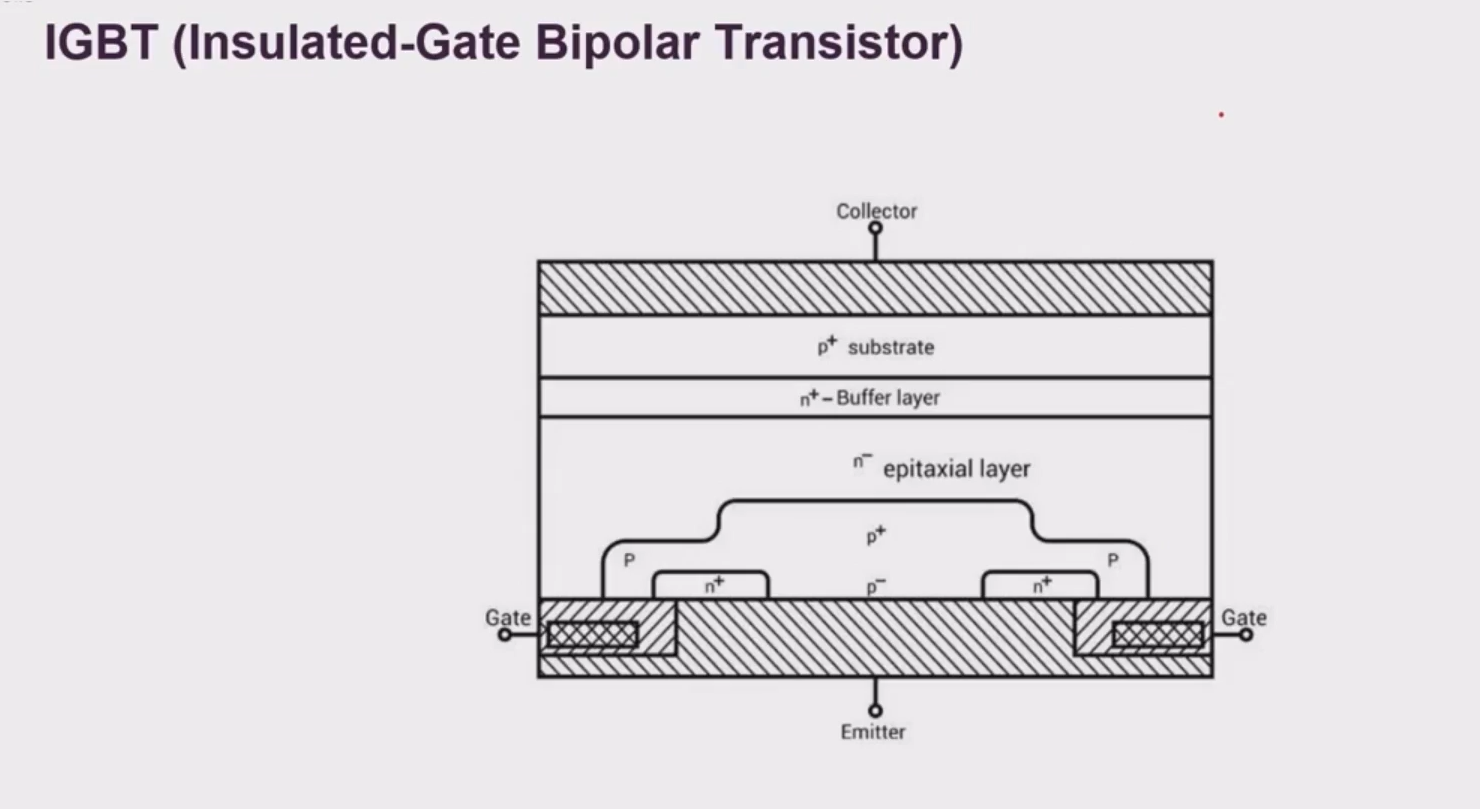 IGBT (Insulated-Gate Bipolar Transistor)
Collector
p+ substrate
n+ – Buffer layer
n− epitaxial layer
p+
P
P
n+
p−
n+
Gate
Gate
Emitter